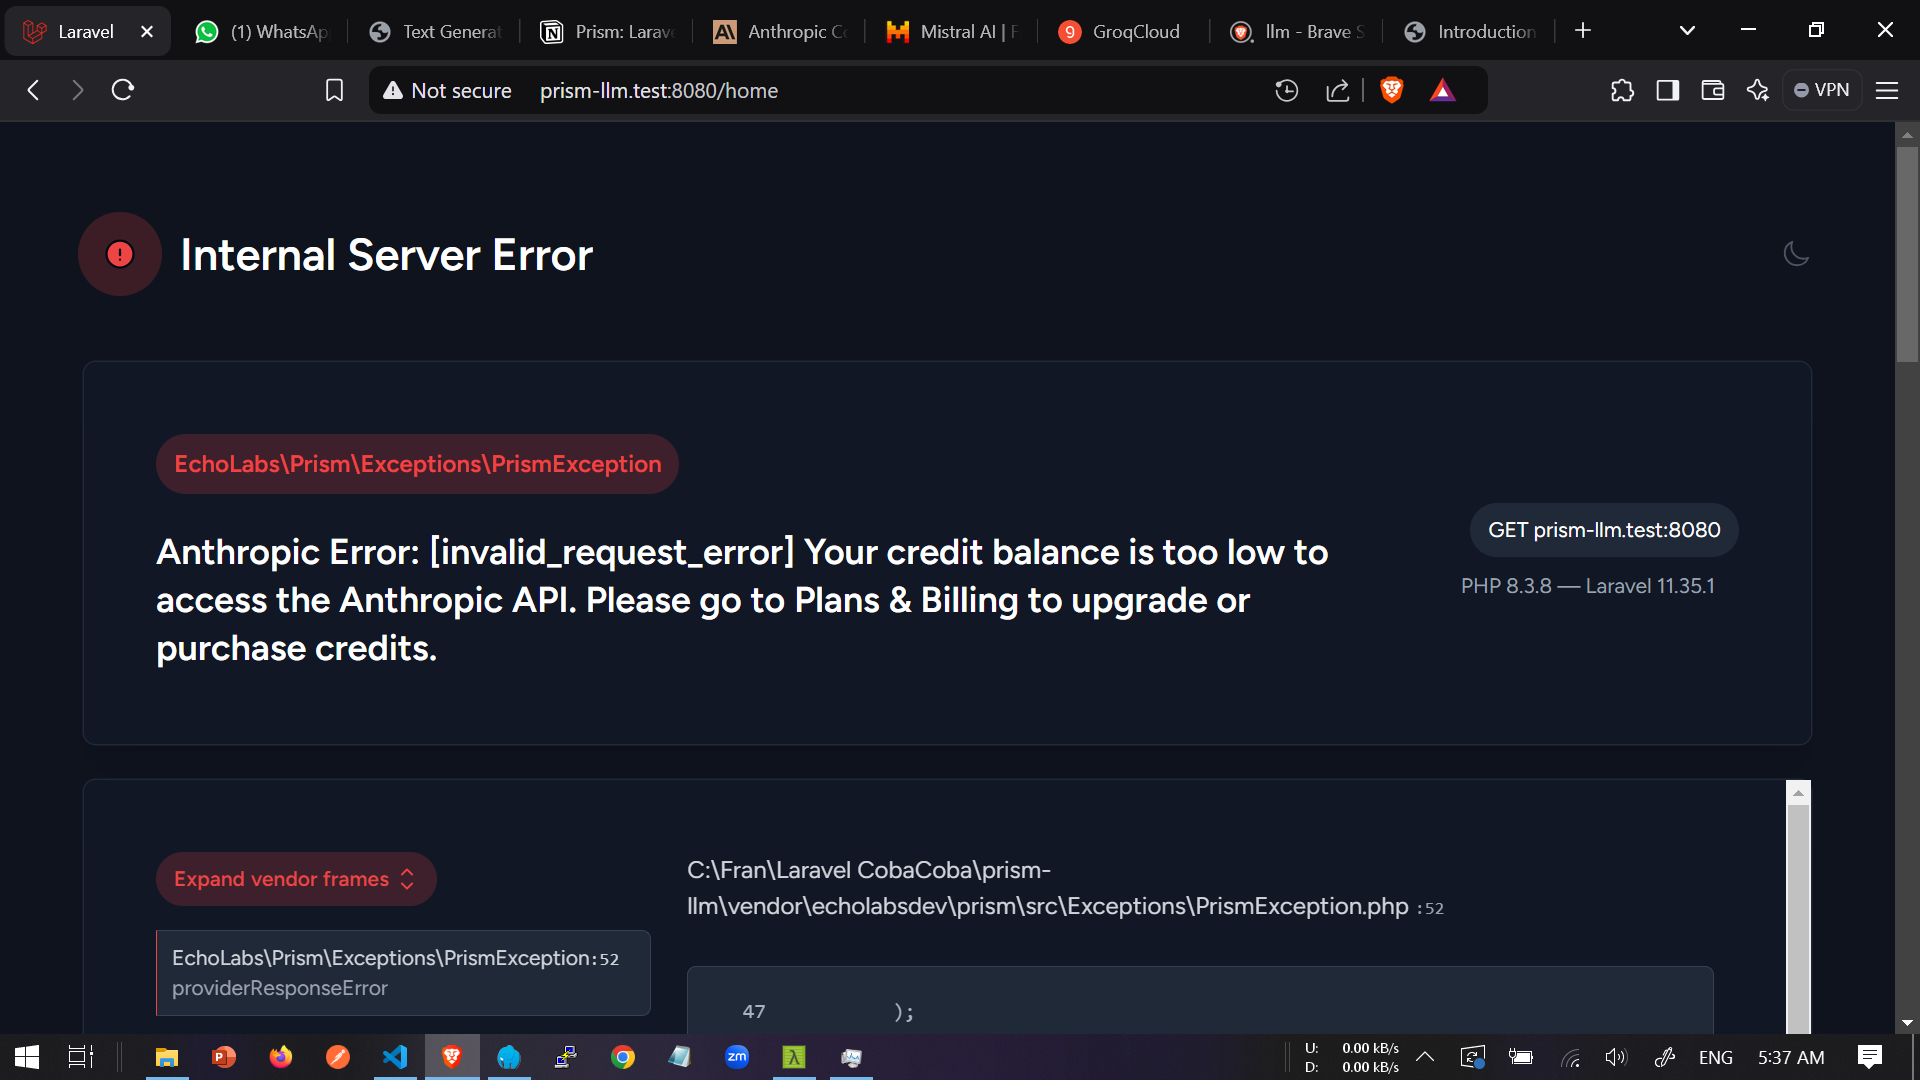 Laravel
(1) WhatsAp
Text Generat
Prism: Larave
Anthropic Co
Mistral AI | F
GroqCloud
llm - Brave S
Introduction
Not secure
prism-llm.test:8080/home
VPN
Internal Server Error
EchoLabs\Prism\Exceptions\PrismException
Anthropic Error: [invalid_request_error] Your credit balance is too low to
access the Anthropic API. Please go to Plans & Billing to upgrade or
purchase credits.
GET prism-llm.test:8080
PHP 8.3.8 — Laravel 11.35.1
Expand vendor frames
EchoLabs\Prism\Exceptions\PrismException:52
providerResponseError
C:\Fran\Laravel CobaCoba\prism-
llm\vendor\echolabsdev\prism\src\Exceptions\PrismException.php :52
47 );
U: 0.00 kB/s
D: 0.00 kB/s
ENG
5:37 AM